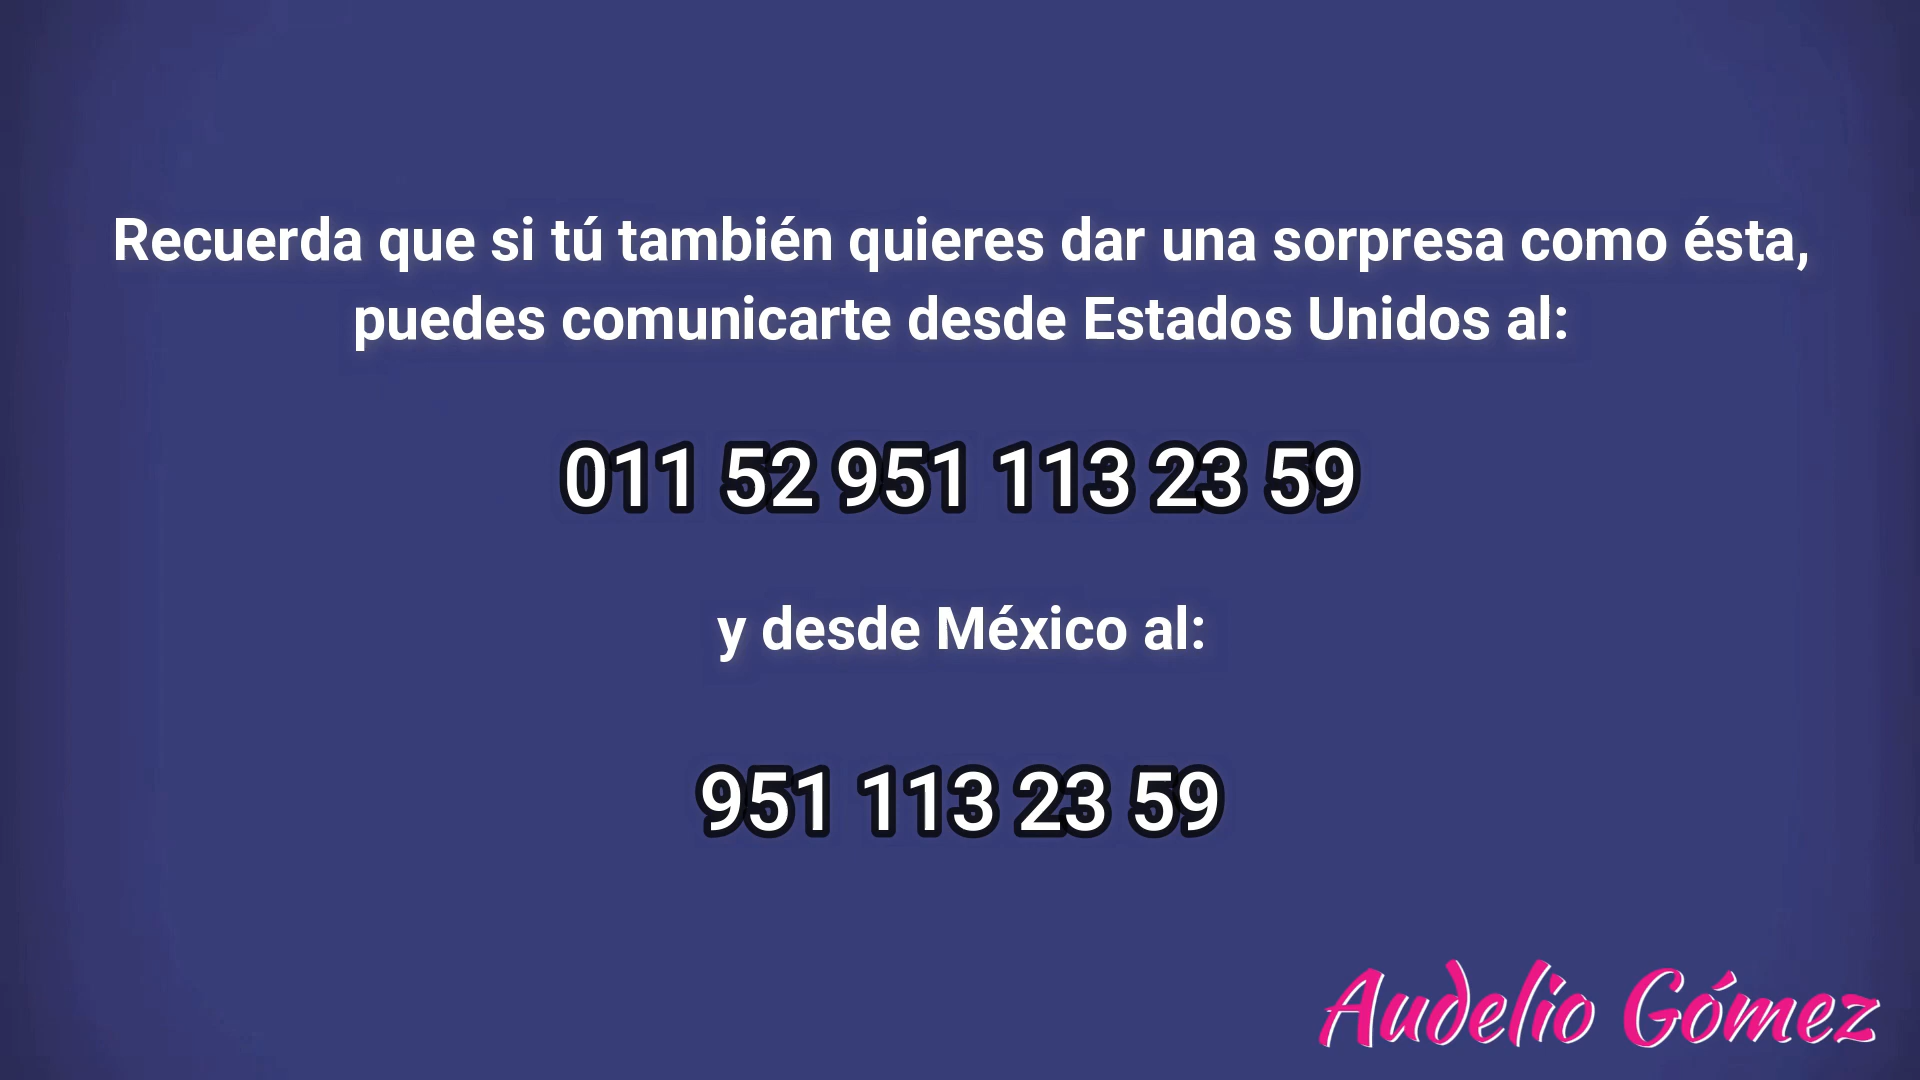 Recuerda que si tú también quieres dar una sorpresa como ésta,
puedes comunicarte desde Estados Unidos al:
011 52 951 113 23 59
y desde México al:
951 113 23 59
Audelio Gómez